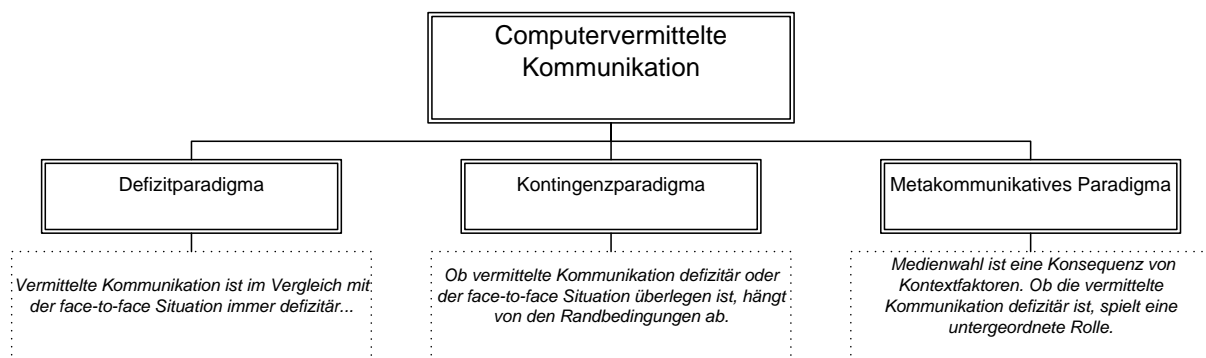 Computervermittelte
Kommunikation
Defizitparadigma
Kontingenzparadigma
Metakommunikatives Paradigma
Vermittelte Kommunikation ist im Vergleich mit
der face-to-face Situation immer defizitär...
Ob vermittelte Kommunikation defizitär oder
der face-to-face Situation überlegen ist, hängt
von den Randbedingungen ab.
Medienwahl ist eine Konsequenz von
Kontextfaktoren. Ob die vermittelte
Kommunikation defizitär ist, spielt eine
untergeordnete Rolle.